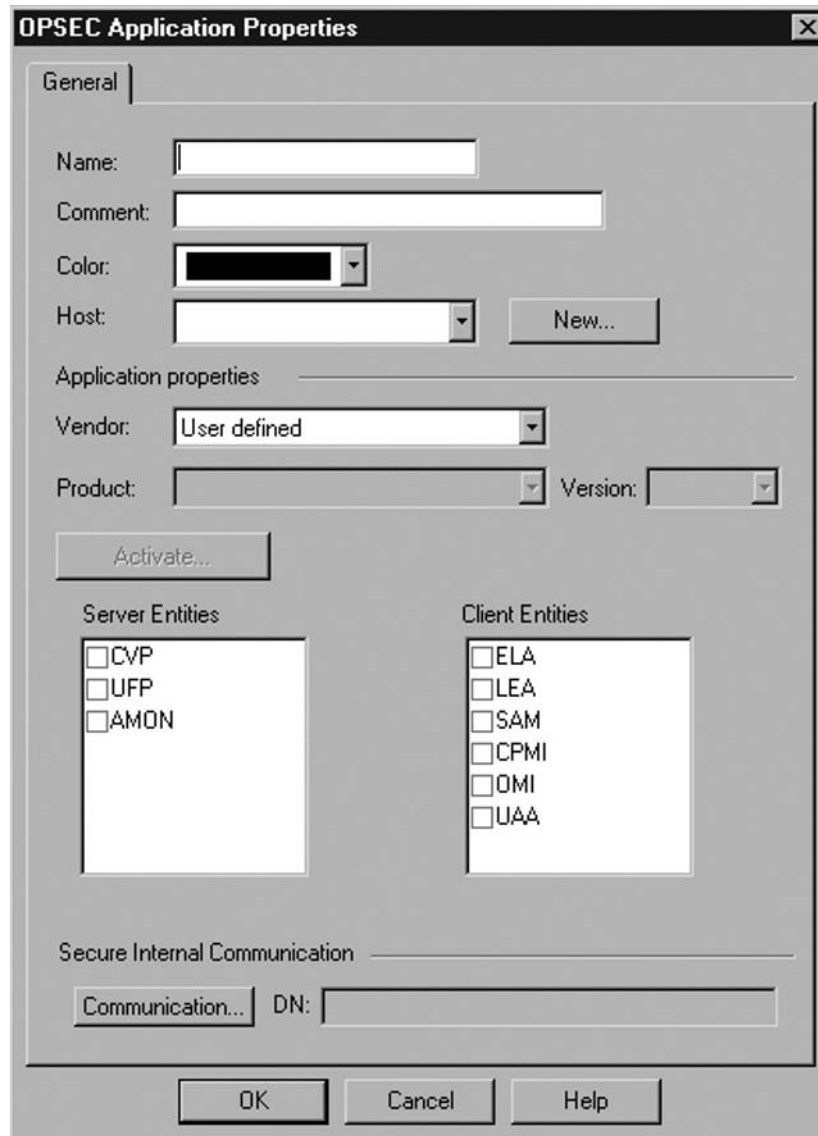 OPSEC Application Properties
General
Name:
Comment:
Color:
Host:
New...
Application properties
Vendor: User defined
Product: Version:
Activate...
Server Entities Client Entities
CVP
UFP
AMON
ELA
LEA
SAM
CPMI
OMI
UAA
Secure Internal Communication
Communication... DN:
OK Cancel Help